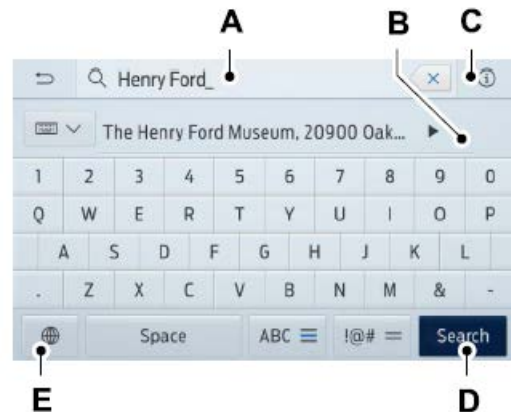 A
B
C
Henry Ford_
The Henry Ford Museum, 20900 Oak...
1 2 3 4 5 6 7 8 9 0
Q W E R T Y U I O P
A S D F G H J K L
. Z X C V B N M & -
Space ABC !@# Search
E
D